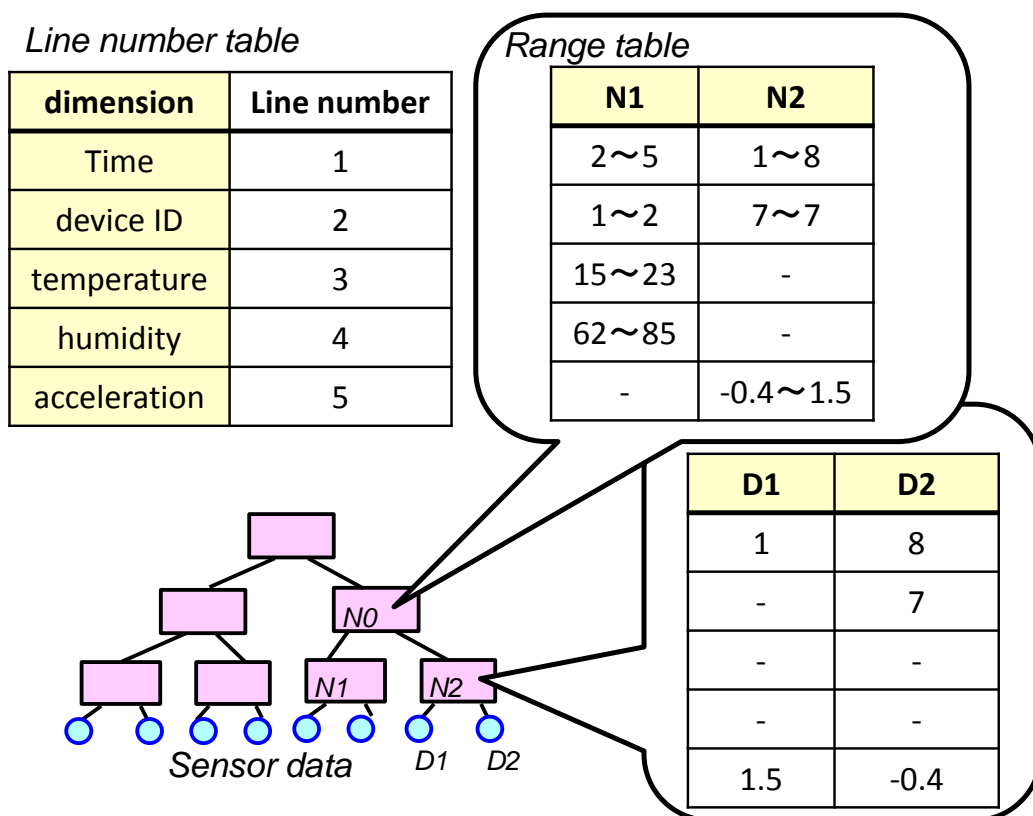 Line number table
dimension Line number
Time 1
device ID 2
temperature 3
humidity 4
acceleration 5
Range table
N1 N2
2～5 1～8
1～2 7～7
15～23 -
62～85 -
- -0.4～1.5
D1 D2
1 8
- 7
- -
- -
1.5 -0.4
N0
N1 N2
D1 D2
Sensor data